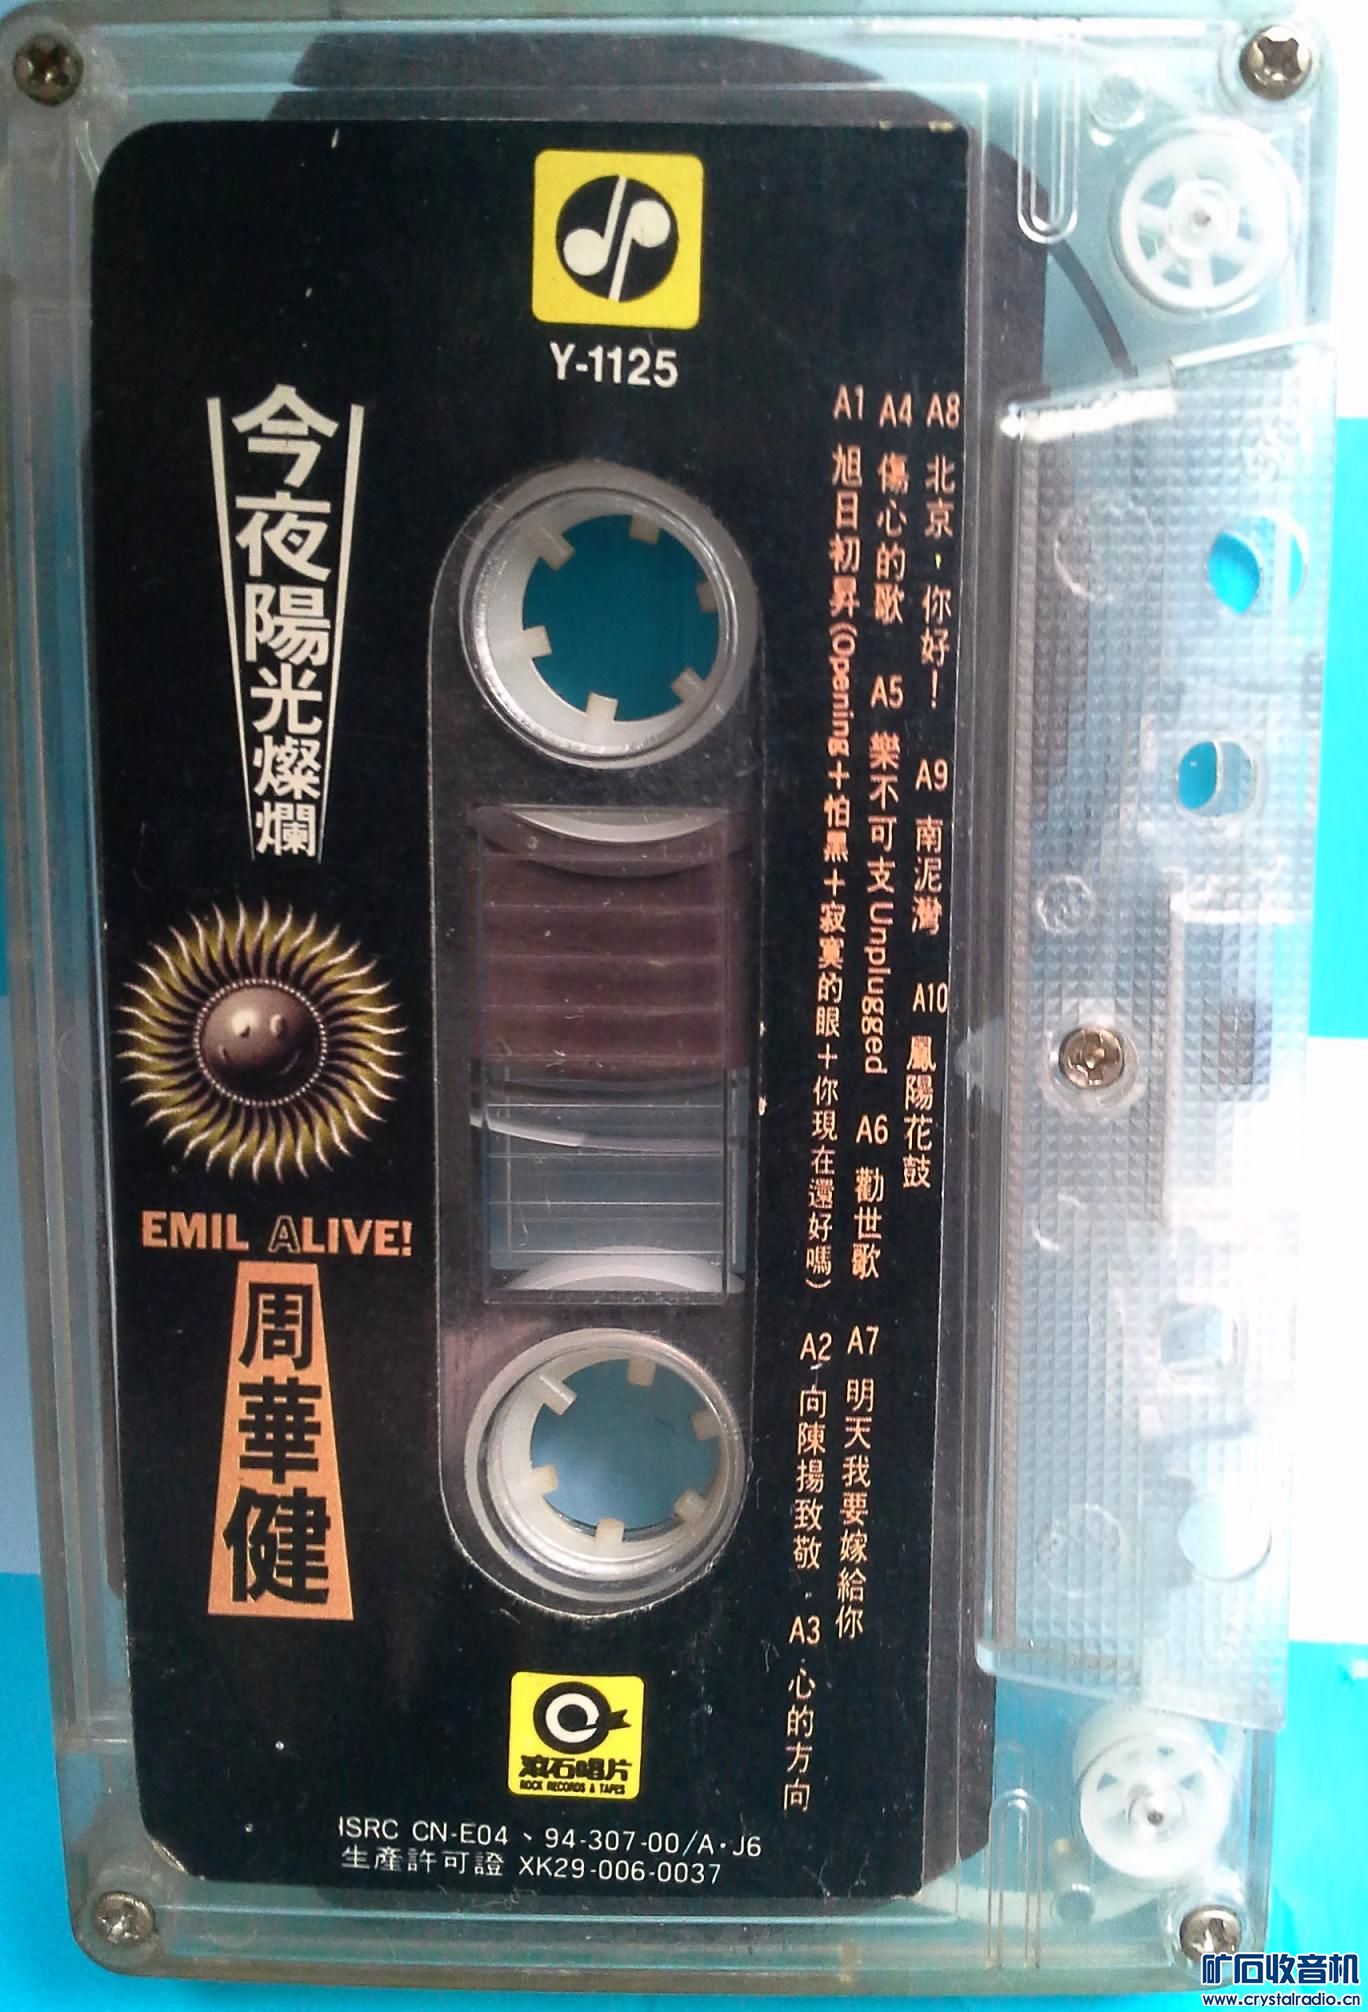 Y-1125
今夜陽光燦爛
EMIL ALIVE!
周華健
A1 旭日初昇(Opening+怕黑+寂寞的眼+你現在還好嗎) A2 向陳揚致敬 A3 心的方向
A4 傷心的歌 A5 樂不可支Unplugged A6 勸世歌 A7 明天我要嫁給你
A8 北京，你好！ A9 南泥灣 A10 鳳陽花鼓
滾石唱片
ROCK RECORDS & TAPES
ISRC CN-E04、94-307-00/A·J6
生產許可證 XK29-006-0037
矿石收音机
www.crystalradio.cn